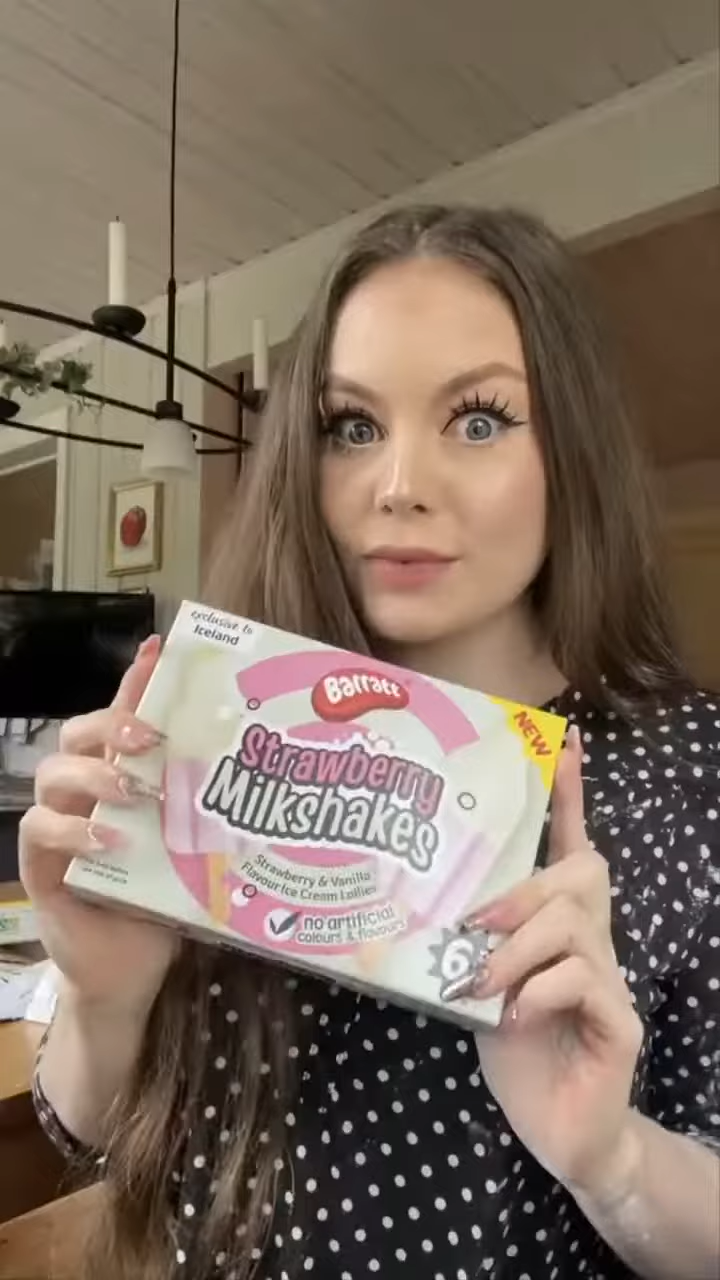 exclusive to
Iceland
Barratt
NEW
Strawberry
Milkshakes
Strawberry & Vanilla
Flavour Ice Cream Lollies
no artificial
colours & flavours
6